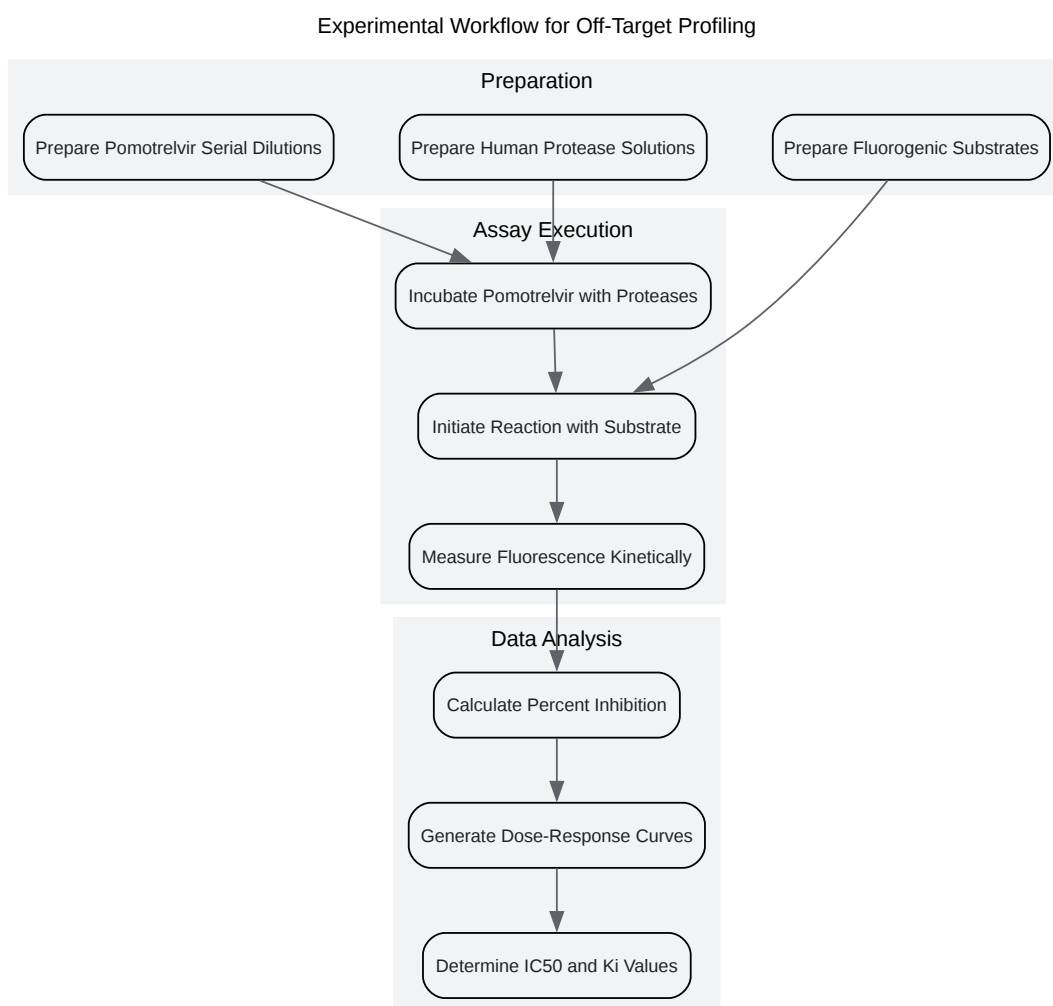 Experimental Workflow for Off-Target Profiling
Preparation
Prepare Pomotrelvir Serial Dilutions
Prepare Human Protease Solutions
Prepare Fluorogenic Substrates
Assay Execution
Incubate Pomotrelvir with Proteases
Initiate Reaction with Substrate
Measure Fluorescence Kinetically
Data Analysis
Calculate Percent Inhibition
Generate Dose-Response Curves
Determine IC50 and Ki Values